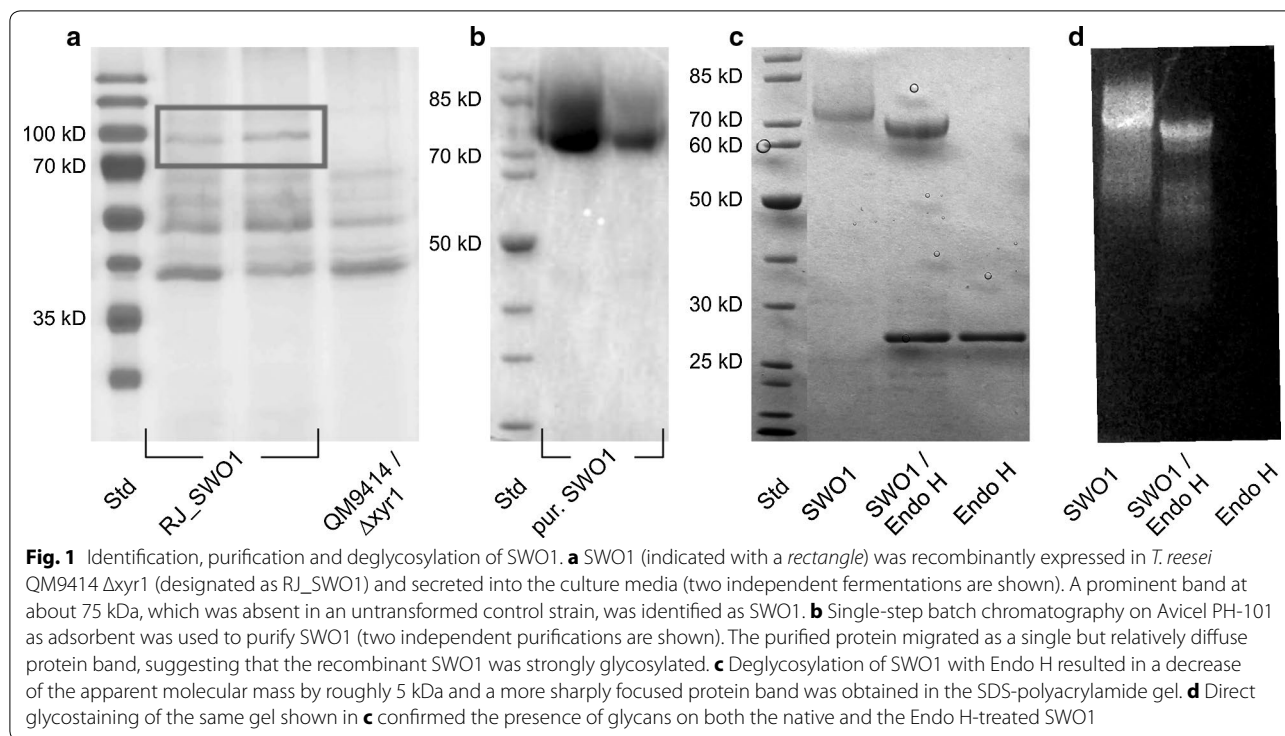 a
b
c
d
100 kD
70 kD
35 kD
85 kD
70 kD
50 kD
85 kD
70 kD
60 kD
50 kD
30 kD
25 kD
Std
RJ_SWO1
QM9414 /
Δxyr1
Std
pur. SWO1
Std
SWO1
SWO1 /
Endo H
Endo H
SWO1
SWO1 /
Endo H
Endo H
Fig. 1 Identification, purification and deglycosylation of SWO1. a SWO1 (indicated with a rectangle) was recombinantly expressed in T. reesei
QM9414 Δxyr1 (designated as RJ_SWO1) and secreted into the culture media (two independent fermentations are shown). A prominent band at
about 75 kDa, which was absent in an untransformed control strain, was identified as SWO1. b Single-step batch chromatography on Avicel PH-101
as adsorbent was used to purify SWO1 (two independent purifications are shown). The purified protein migrated as a single but relatively diffuse
protein band, suggesting that the recombinant SWO1 was strongly glycosylated. c Deglycosylation of SWO1 with Endo H resulted in a decrease
of the apparent molecular mass by roughly 5 kDa and a more sharply focused protein band was obtained in the SDS-polyacrylamide gel. d Direct
glycostaining of the same gel shown in c confirmed the presence of glycans on both the native and the Endo H-treated SWO1